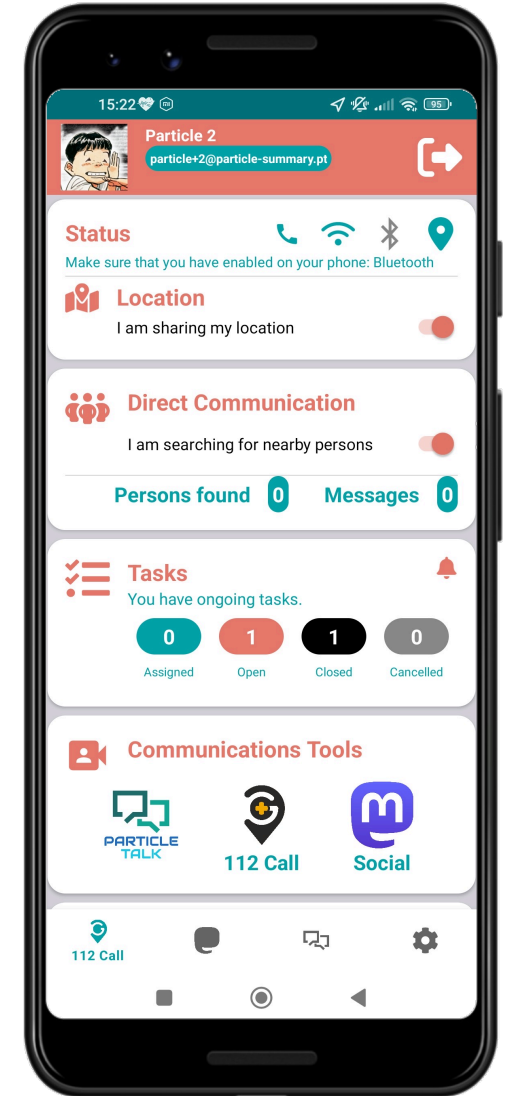 15:22
95
Particle 2
particle+2@particle-summary.pt
Status
Make sure that you have enabled on your phone: Bluetooth
Location
I am sharing my location
Direct Communication
I am searching for nearby persons
Persons found 0 Messages 0
Tasks
You have ongoing tasks.
0 1 1 0
Assigned Open Closed Cancelled
Communications Tools
PARTICLE
TALK
112 Call
Social
112 Call